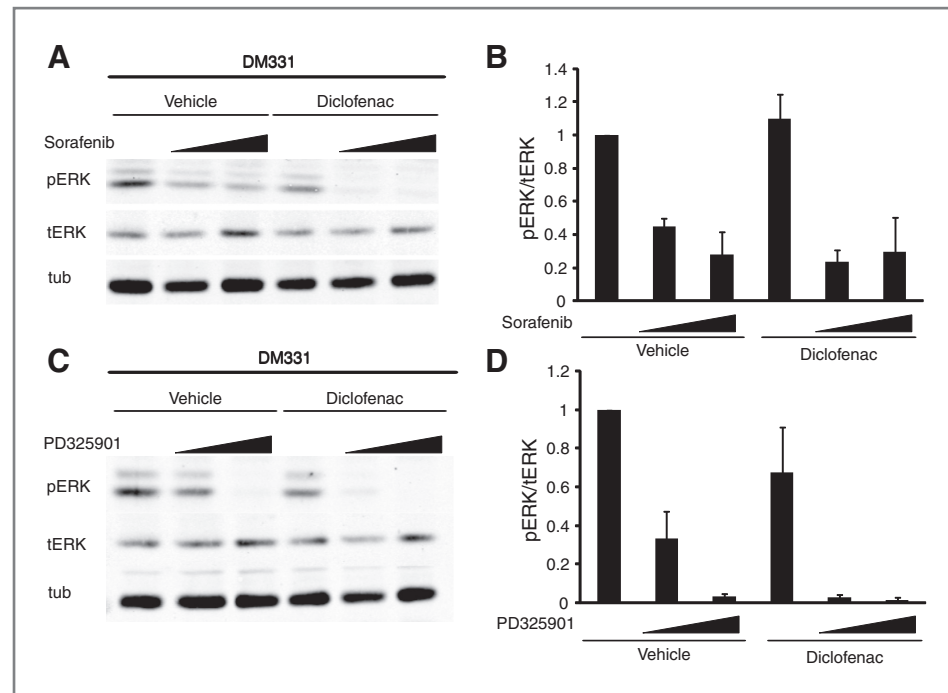 A
DM331
Vehicle Diclofenac
Sorafenib
pERK
tERK
tub
B
pERK/tERK
1.4
1.2
1
0.8
0.6
0.4
0.2
0
Sorafenib
Vehicle Diclofenac
C
DM331
Vehicle Diclofenac
PD325901
pERK
tERK
tub
D
pERK/tERK
1.2
1
0.8
0.6
0.4
0.2
0
PD325901
Vehicle Diclofenac